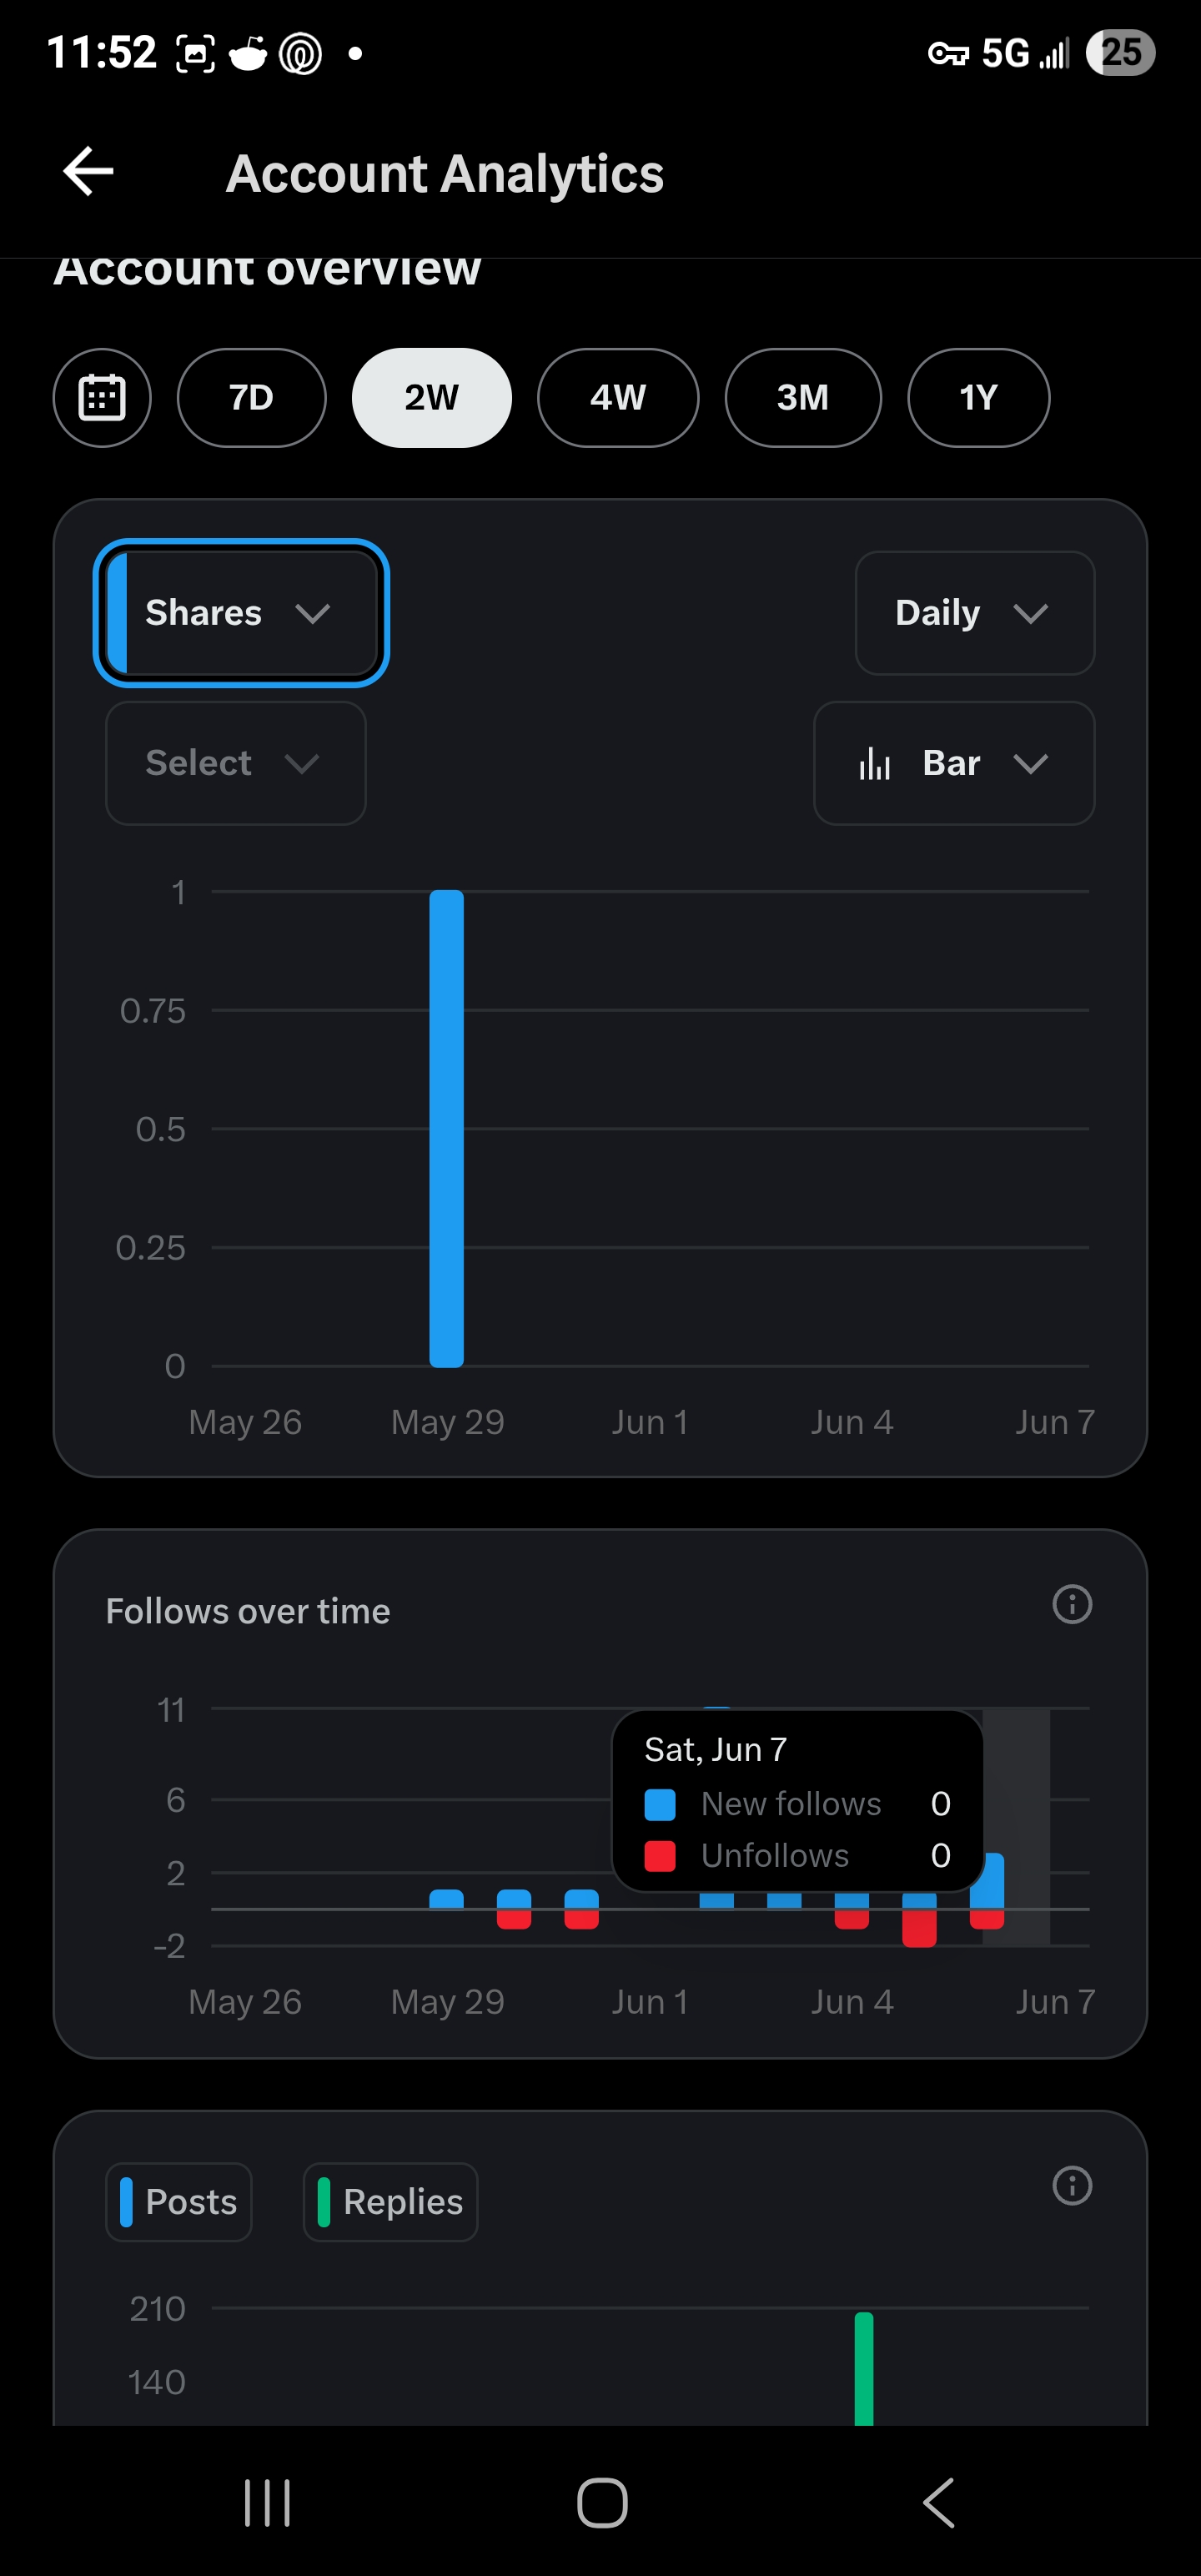 11:52
5G
25
Account Analytics
Account overview
7D 2W 4W 3M 1Y
Shares
Daily
Select
Bar
1
0.75
0.5
0.25
0
May 26 May 29 Jun 1 Jun 4 Jun 7
Follows over time
11
6
2
-2
Sat, Jun 7
New follows 0
Unfollows 0
May 26 May 29 Jun 1 Jun 4 Jun 7
Posts Replies
210
140